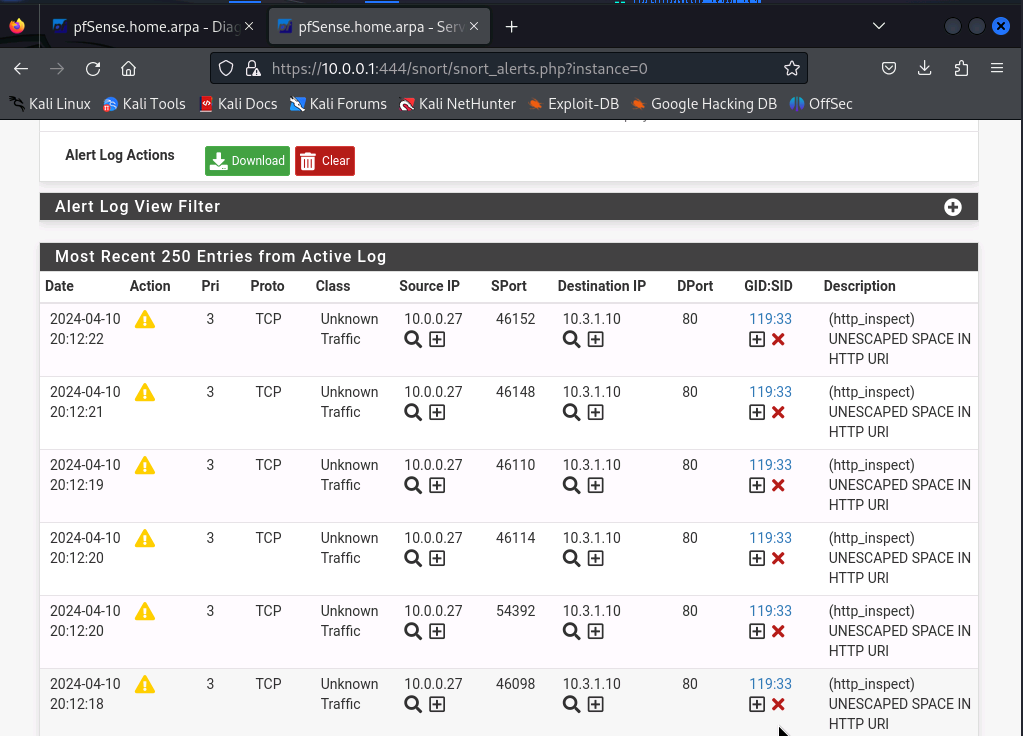 pfSense.home.arpa - Diag
pfSense.home.arpa - Serv
https://10.0.0.1:444/snort/snort_alerts.php?instance=0
Kali Linux Kali Tools Kali Docs Kali Forums Kali NetHunter Exploit-DB Google Hacking DB OffSec
Alert Log Actions Download Clear
Alert Log View Filter
Most Recent 250 Entries from Active Log
Date Action Pri Proto Class Source IP SPort Destination IP DPort GID:SID Description
2024-04-10 3 TCP Unknown 10.0.0.27 46152 10.3.1.10 80 119:33 (http_inspect)
20:12:22 Traffic UNESCAPED SPACE IN
HTTP URI
2024-04-10 3 TCP Unknown 10.0.0.27 46148 10.3.1.10 80 119:33 (http_inspect)
20:12:21 Traffic UNESCAPED SPACE IN
HTTP URI
2024-04-10 3 TCP Unknown 10.0.0.27 46110 10.3.1.10 80 119:33 (http_inspect)
20:12:19 Traffic UNESCAPED SPACE IN
HTTP URI
2024-04-10 3 TCP Unknown 10.0.0.27 46114 10.3.1.10 80 119:33 (http_inspect)
20:12:20 Traffic UNESCAPED SPACE IN
HTTP URI
2024-04-10 3 TCP Unknown 10.0.0.27 54392 10.3.1.10 80 119:33 (http_inspect)
20:12:20 Traffic UNESCAPED SPACE IN
HTTP URI
2024-04-10 3 TCP Unknown 10.0.0.27 46098 10.3.1.10 80 119:33 (http_inspect)
20:12:18 Traffic UNESCAPED SPACE IN
HTTP URI